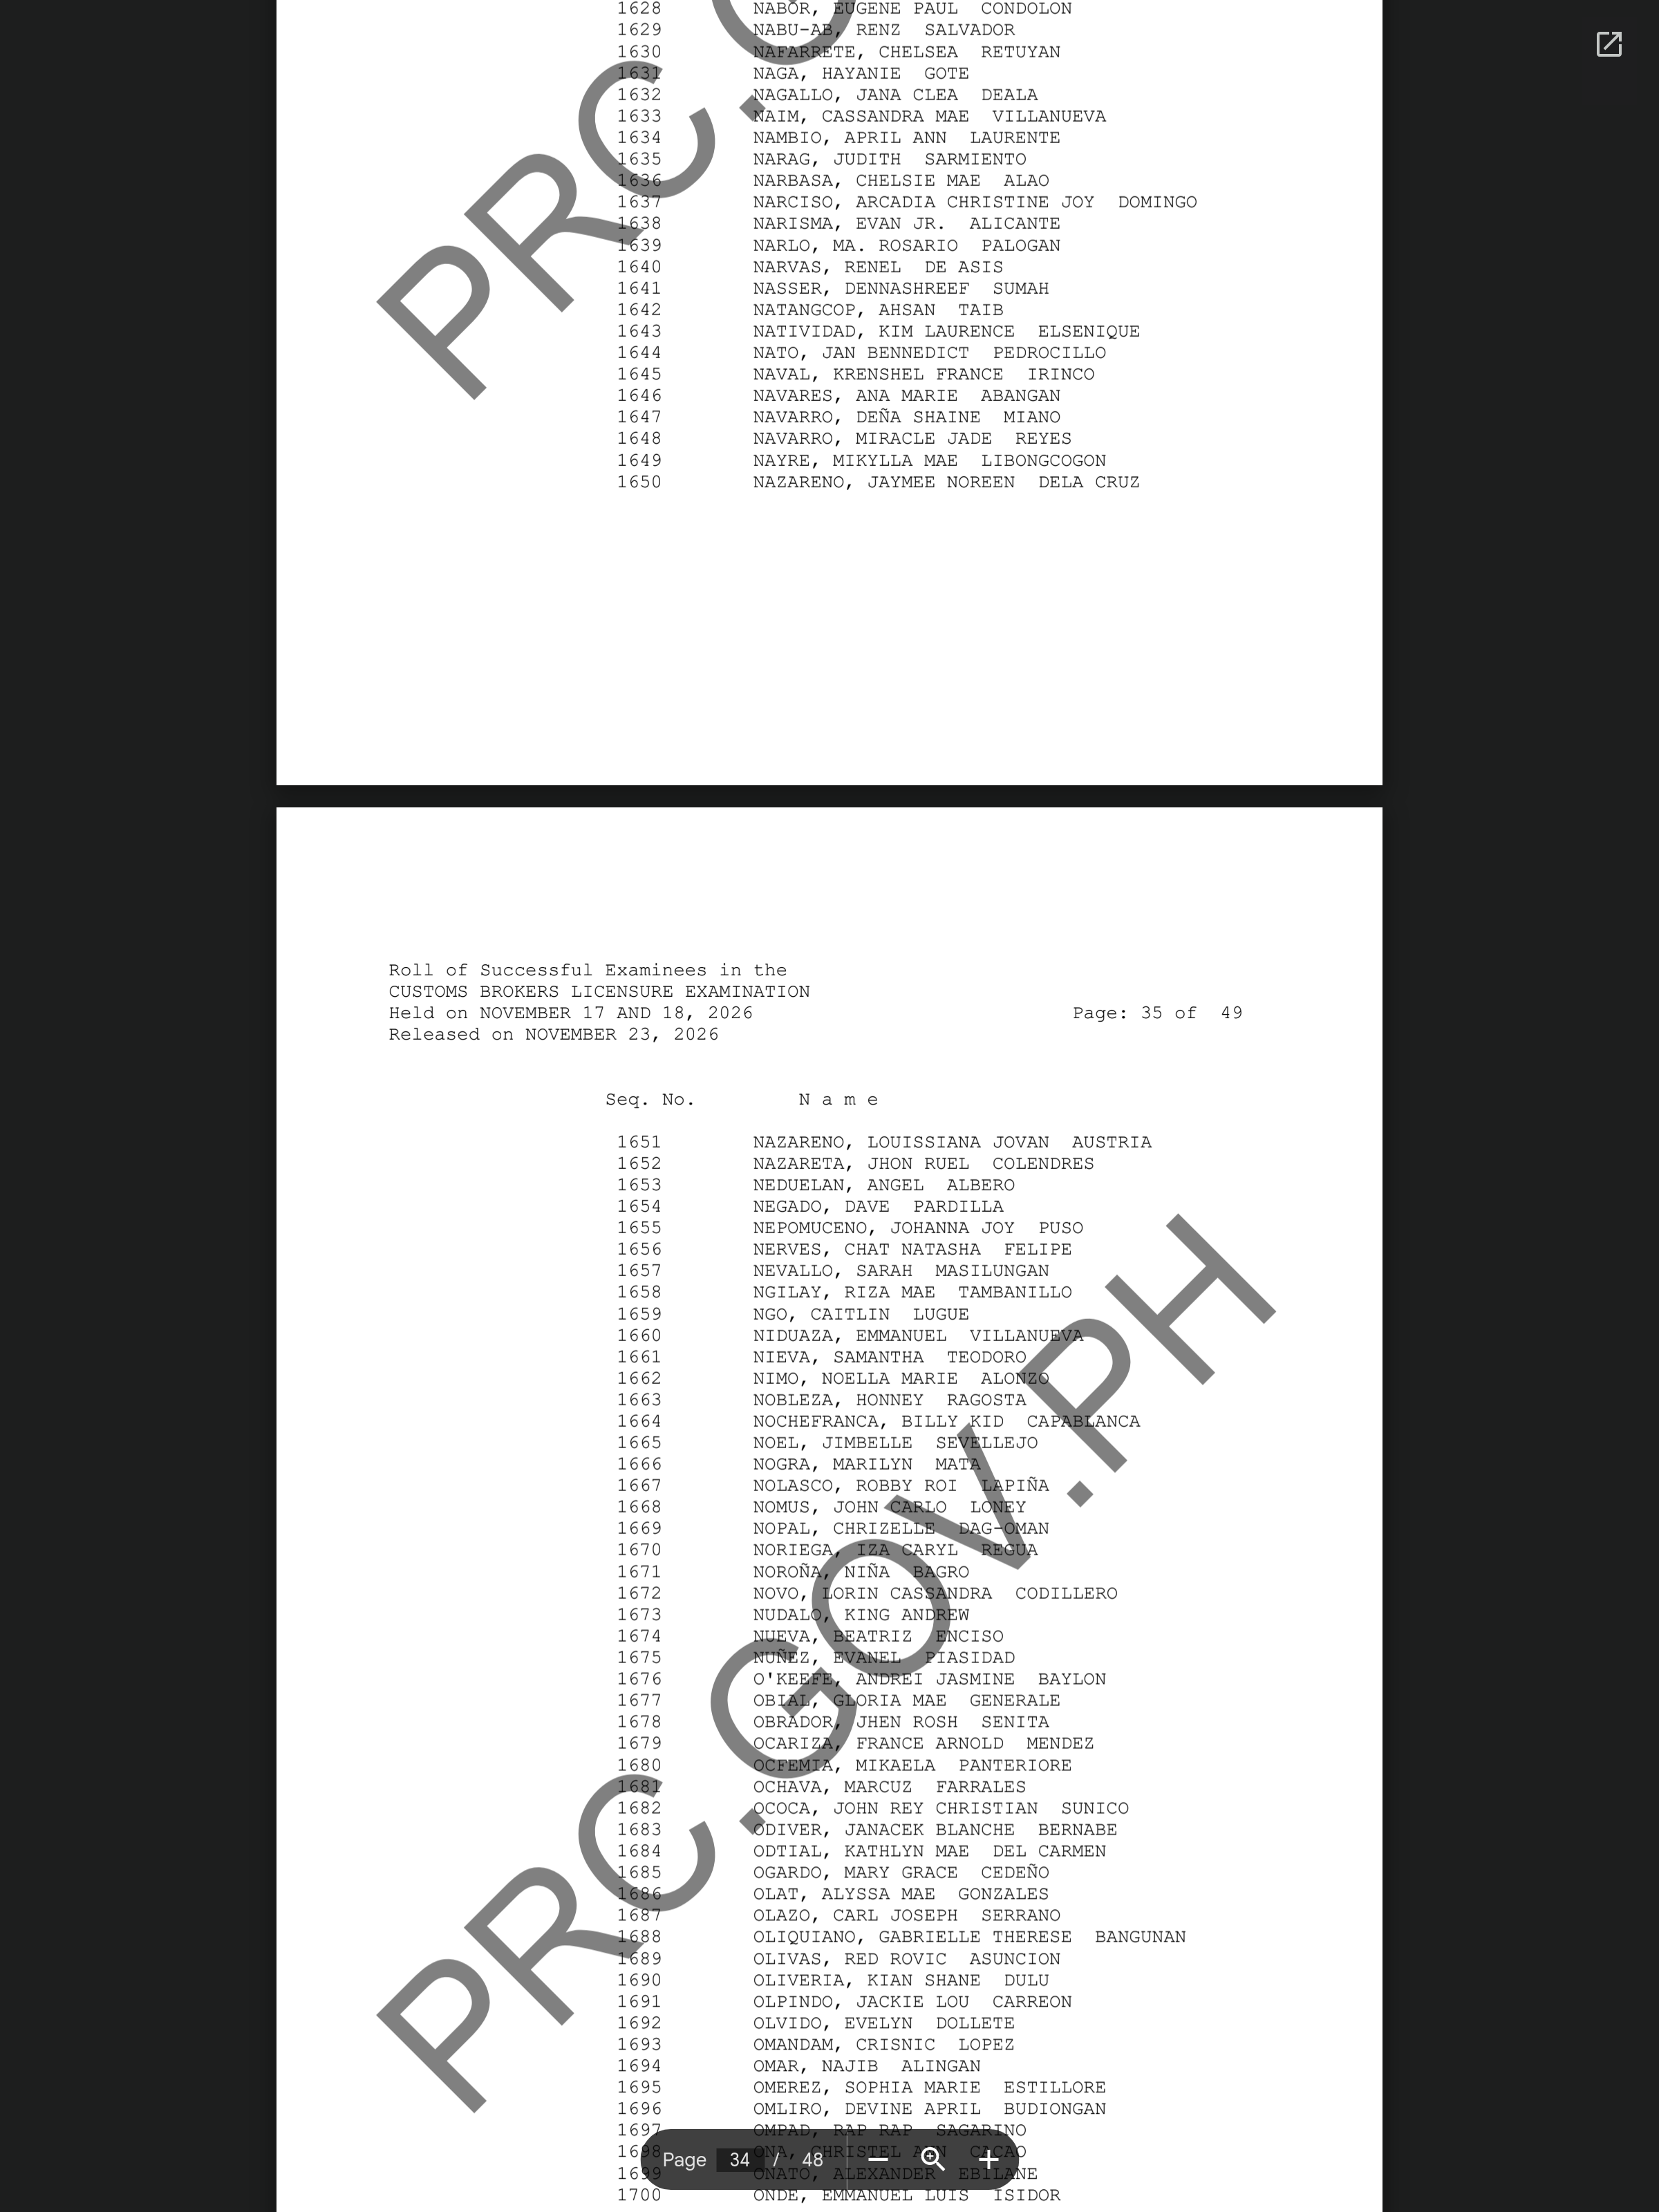 1628 NABOR, EUGENE PAUL CONDOLON
1629 NABU-AB, RENZ SALVADOR
1630 NAFARRETE, CHELSEA RETUYAN
1631 NAGA, HAYANIE GOTE
1632 NAGALLO, JANA CLEA DEALA
1633 NAIM, CASSANDRA MAE VILLANUEVA
1634 NAMBIO, APRIL ANN LAURENTE
1635 NARAG, JUDITH SARMIENTO
1636 NARBASA, CHELSIE MAE ALAO
1637 NARCISO, ARCADIA CHRISTINE JOY DOMINGO
1638 NARISMA, EVAN JR. ALICANTE
1639 NARLO, MA. ROSARIO PALOGAN
1640 NARVAS, RENEL DE ASIS
1641 NASSER, DENNASHREEF SUMAH
1642 NATANGCOP, AHSAN TAIB
1643 NATIVIDAD, KIM LAURENCE ELSENIQUE
1644 NATO, JAN BENNEDICT PEDROCILLO
1645 NAVAL, KRENSHEL FRANCE IRINCO
1646 NAVARES, ANA MARIE ABANGAN
1647 NAVARRO, DEÑA SHAINE MIANO
1648 NAVARRO, MIRACLE JADE REYES
1649 NAYRE, MIKYLLA MAE LIBONGCOGON
1650 NAZARENO, JAYMEE NOREEN DELA CRUZ
PRC.G
Roll of Successful Examinees in the
CUSTOMS BROKERS LICENSURE EXAMINATION
Held on NOVEMBER 17 AND 18, 2026 Page: 35 of 49
Released on NOVEMBER 23, 2026
Seq. No. N a m e
1651 NAZARENO, LOUISSIANA JOVAN AUSTRIA
1652 NAZARETA, JHON RUEL COLENDRES
1653 NEDUELAN, ANGEL ALBERO
1654 NEGADO, DAVE PARDILLA
1655 NEPOMUCENO, JOHANNA JOY PUSO
1656 NERVES, CHAT NATASHA FELIPE
1657 NEVALLO, SARAH MASILUNGAN
1658 NGILAY, RIZA MAE TAMBANILLO
1659 NGO, CAITLIN LUGUE
1660 NIDUAZA, EMMANUEL VILLANUEVA
1661 NIEVA, SAMANTHA TEODORO
1662 NIMO, NOELLA MARIE ALONZO
1663 NOBLEZA, HONNEY RAGOSTA
1664 NOCHEFRANCA, BILLY KID CAPABLANCA
1665 NOEL, JIMBELLE SEVELLEJO
1666 NOGRA, MARILYN MATA
1667 NOLASCO, ROBBY ROI LAPIÑA
1668 NOMUS, JOHN CARLO LONEY
1669 NOPAL, CHRIZELLE DAG-OMAN
1670 NORIEGA, IZA CARYL REGUA
1671 NOROÑA, NIÑA BAGRO
1672 NOVO, LORIN CASSANDRA CODILLERO
1673 NUDALO, KING ANDREW
1674 NUEVA, BEATRIZ ENCISO
1675 NUÑEZ, EVANEL PIASIDAD
1676 O'KEEFE, ANDREI JASMINE BAYLON
1677 OBIAL, GLORIA MAE GENERALE
1678 OBRADOR, JHEN ROSH SENITA
1679 OCARIZA, FRANCE ARNOLD MENDEZ
1680 OCFEMIA, MIKAELA PANTERIORE
1681 OCHAVA, MARCUZ FARRALES
1682 OCOCA, JOHN REY CHRISTIAN SUNICO
1683 ODIVER, JANACEK BLANCHE BERNABE
1684 ODTIAL, KATHLYN MAE DEL CARMEN
1685 OGARDO, MARY GRACE CEDEÑO
1686 OLAT, ALYSSA MAE GONZALES
1687 OLAZO, CARL JOSEPH SERRANO
1688 OLIQUIANO, GABRIELLE THERESE BANGUNAN
1689 OLIVAS, RED ROVIC ASUNCION
1690 OLIVERIA, KIAN SHANE DULU
1691 OLPINDO, JACKIE LOU CARREON
1692 OLVIDO, EVELYN DOLLETE
1693 OMANDAM, CRISNIC LOPEZ
1694 OMAR, NAJIB ALINGAN
1695 OMEREZ, SOPHIA MARIE ESTILLORE
1696 OMLIRO, DEVINE APRIL BUDIONGAN
1697 OMPAD, RAP RAP SAGARINO
1698 ONA, CHRISTEL ANN CACAO
1699 ONATO, ALEXANDER EBILANE
1700 ONDE, EMMANUEL LUIS ISIDOR
PRC.GOV.PH
Page 34 / 48